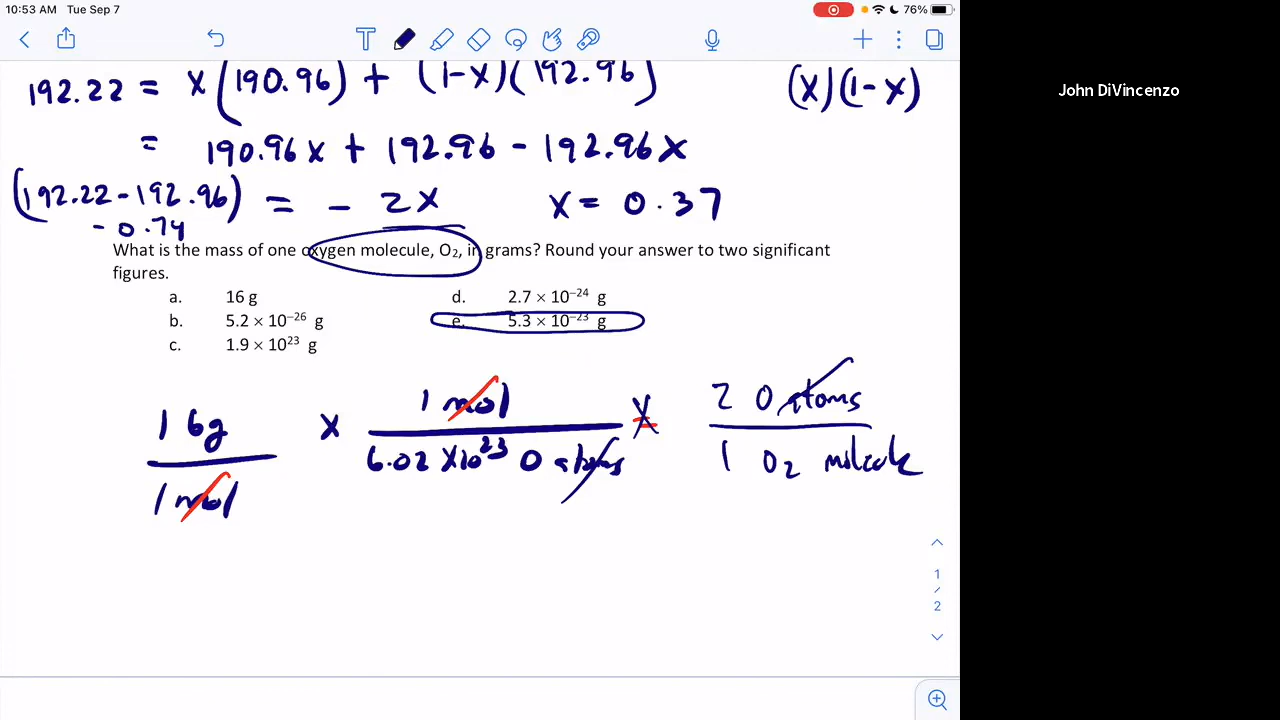 10:53 AM Tue Sep 7 76%
192.22 = x(190.96) + (1-x)(192.96) (x)(1-x)
= 190.96x + 192.96 - 192.96x
(192.22 - 192.96) = - 2x x = 0.37
- 0.74
What is the mass of one oxygen molecule, O₂, in grams? Round your answer to two significant
figures.
a. 16 g d. 2.7 × 10⁻²⁴ g
b. 5.2 × 10⁻²⁶ g e. 5.3 × 10⁻²³ g
c. 1.9 × 10²³ g
16g x 1 mol x 2 O atoms
1 mol 6.02 x10²³ O atoms 1 O₂ molecule
1
/
2
John DiVincenzo